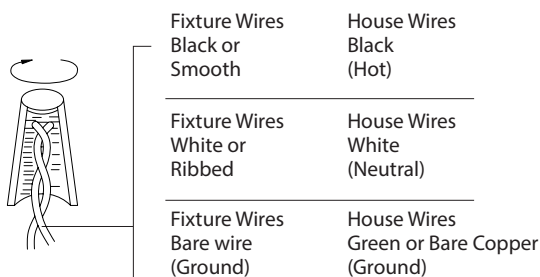 Fixture Wires House Wires
Black or Black
Smooth (Hot)
Fixture Wires House Wires
White or White
Ribbed (Neutral)
Fixture Wires House Wires
Bare wire Green or Bare Copper
(Ground) (Ground)